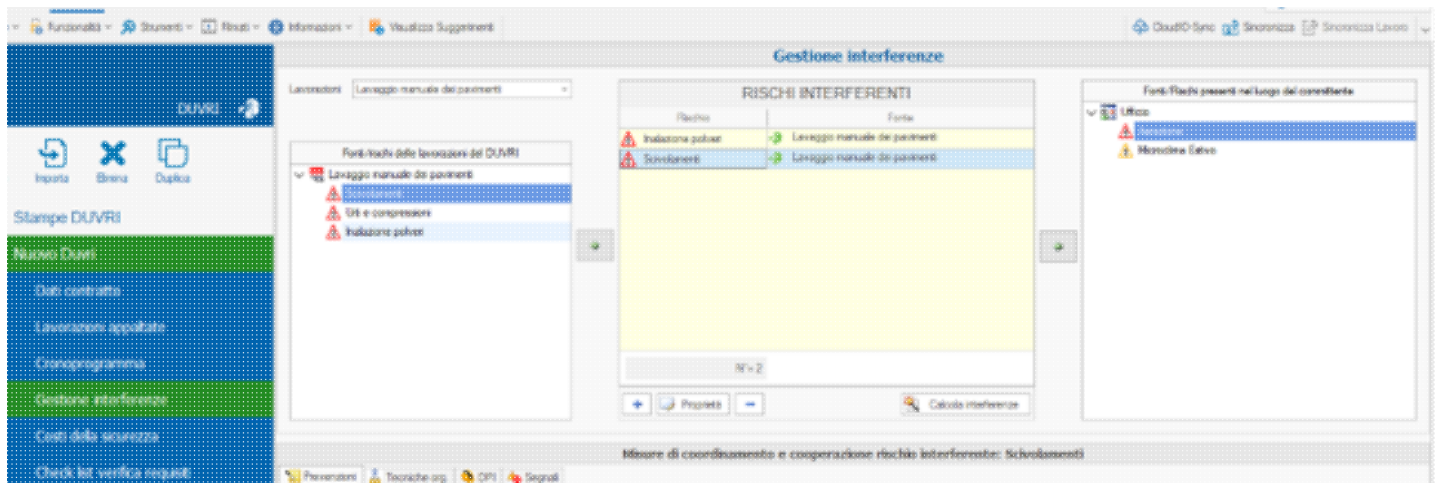 Funzionalità Strumenti Rinvii Informazioni Visualizza Suggerimenti CloudID-Sync Sincronizza Sincronizza Lavoro
Gestione interferenze
DUVRI
Importa Elimina Duplica
Stampe DUVRI
Nuovo Duvri
Dati contratto
Lavorazioni appaltate
Cronoprogramma
Gestione interferenze
Costi della sicurezza
Check list verifica requisiti
Lavorazioni Lavaggio manuale dei pavimenti
Fonti/rischi delle lavorazioni del DUVRI
Lavaggio manuale dei pavimenti
Scivolamenti
Urti e compressioni
Inalazione polveri
RISCHI INTERFERENTI
Rischio Fonte
Inalazione polveri Lavaggio manuale dei pavimenti
Scivolamenti Lavaggio manuale dei pavimenti
N°= 2
Proprietà Calcola interferenze
Fonti/Rischi presenti nel luogo del committente
Ufficio
Microclima Estivo
Misure di coordinamento e cooperazione rischio interferente: Scivolamenti
Prevenzioni Tecniche org. DPI Segnali